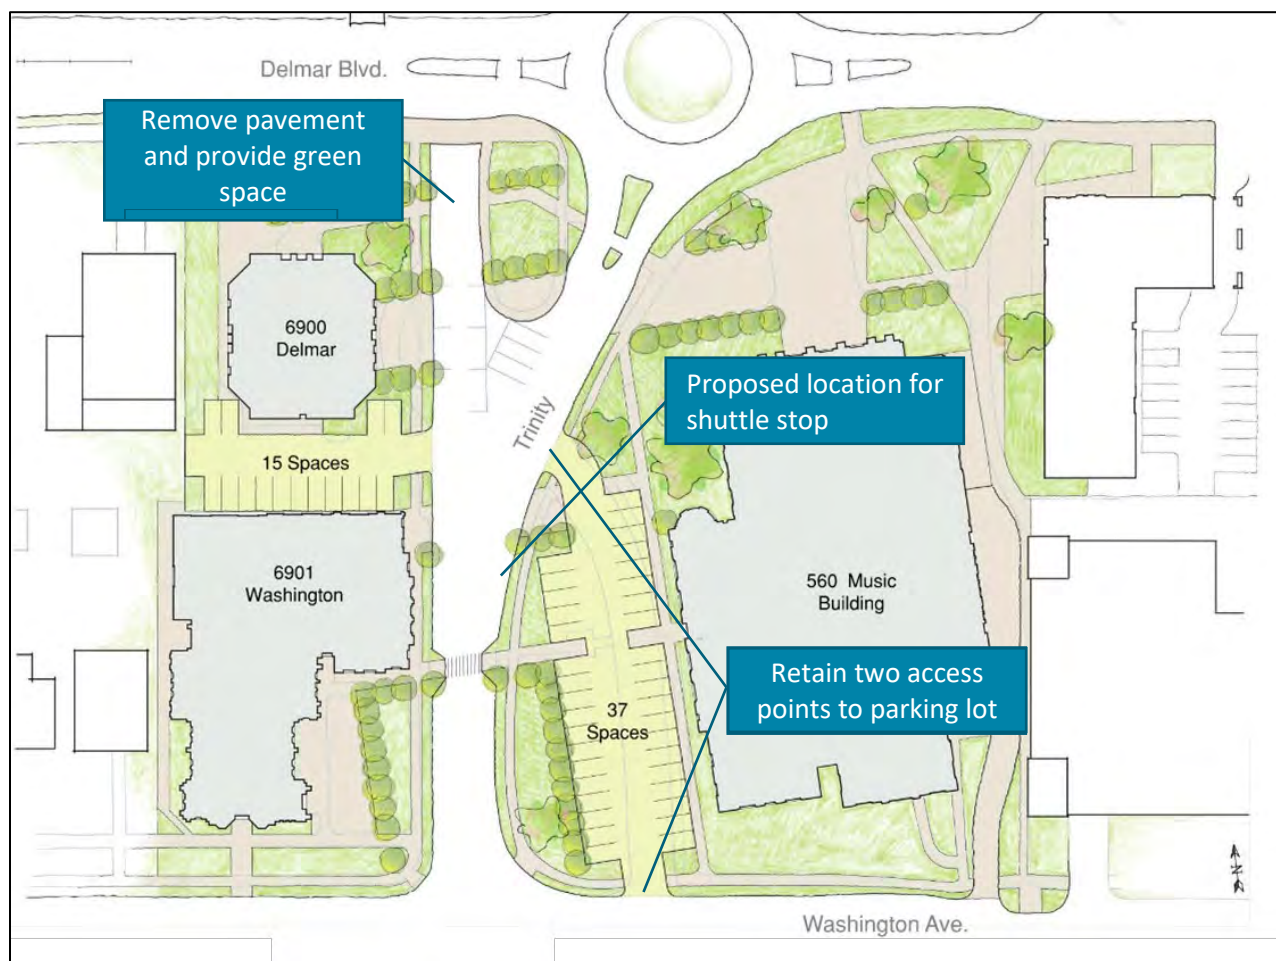 Delmar Blvd.
Remove pavement
and provide green
space
6900
Delmar
Proposed location for
shuttle stop
Trinity
15 Spaces
6901
Washington
560 Music
Building
Retain two access
points to parking lot
37
Spaces
N
Washington Ave.